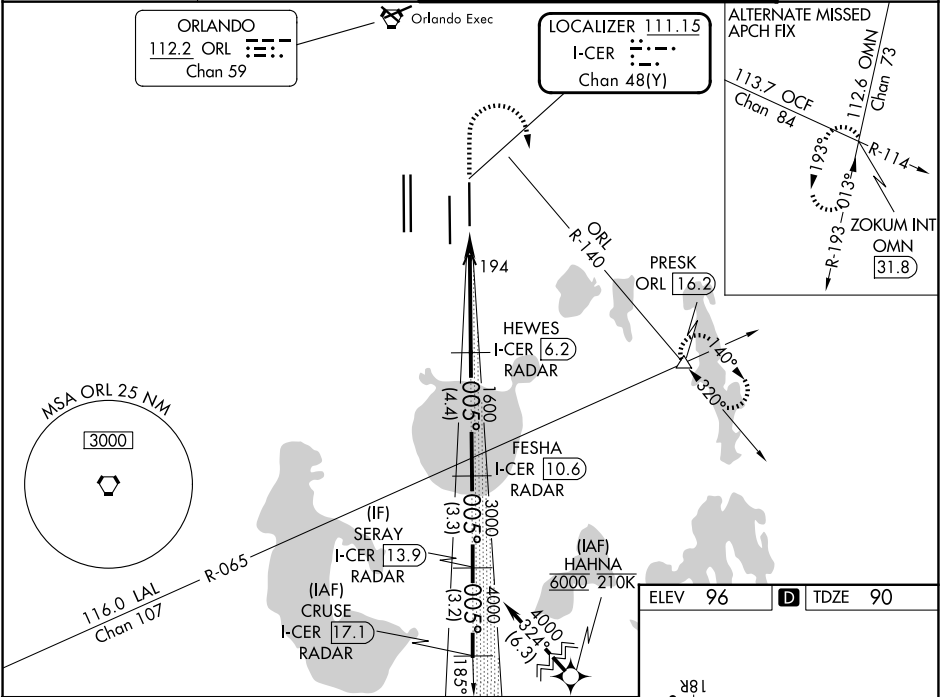 ORLANDO
112.2 ORL
Chan 59
Orlando Exec
LOCALIZER 111.15
I-CER
Chan 48(Y)
ALTERNATE MISSED
APCH FIX
113.7 OCF
Chan 84
112.6 OMN
Chan 73
193°
013°
R-193
R-114
ZOKUM INT
OMN
31.8
ORL
R-140
194
PRESK
ORL 16.2
140°
320°
HEWES
I-CER 6.2
RADAR
1600
005°
(4.4)
MSA ORL 25 NM
3000
FESHA
I-CER 10.6
RADAR
3000
005°
(3.3)
(IF)
SERAY
I-CER 13.9
RADAR
(IAF)
HAHNA
6000 210K
R-065
116.0 LAL
Chan 107
(IAF)
CRUSE
I-CER 17.1
RADAR
4000
005°
(3.2)
185°
4000
324°
(6.3)
ELEV 96
D
TDZE 90
18R